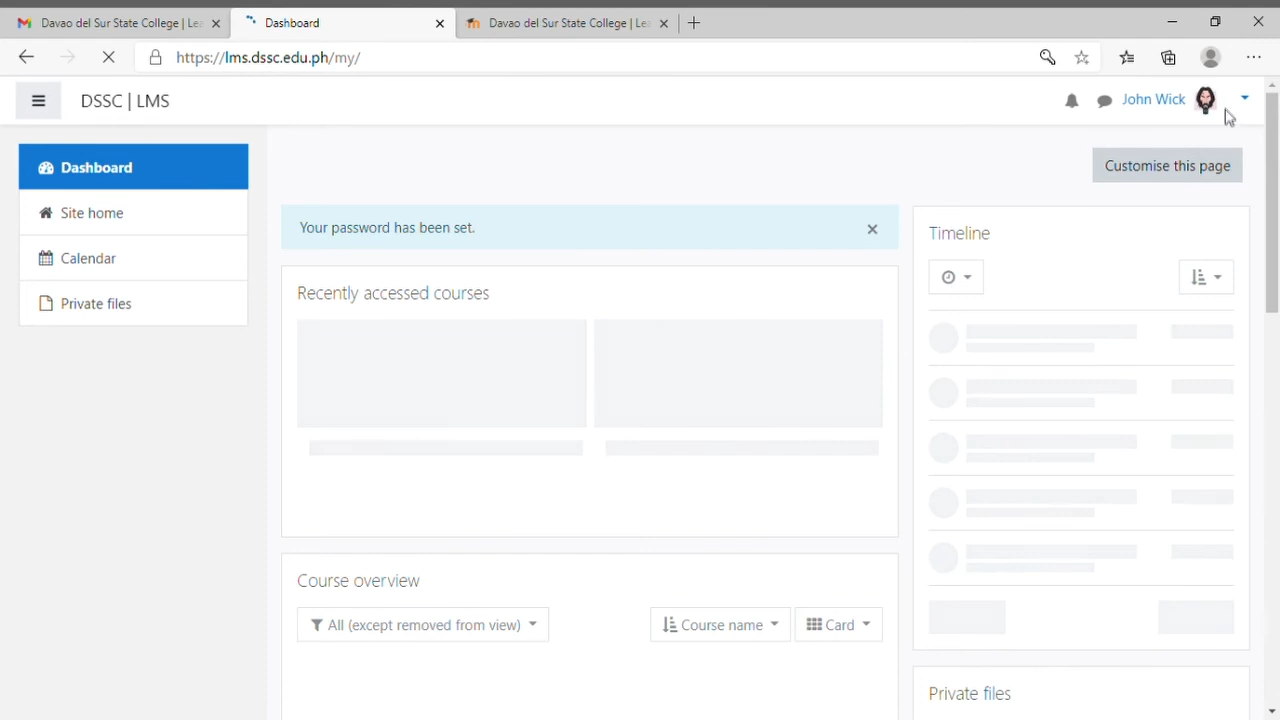 Davao del Sur State College | Lea
Dashboard
Davao del Sur State College | Lea
https://lms.dssc.edu.ph/my/
DSSC | LMS
John Wick
Dashboard
Site home
Calendar
Private files
Customise this page
Your password has been set.
Recently accessed courses
Course overview
All (except removed from view)
Course name
Card
Timeline
Private files